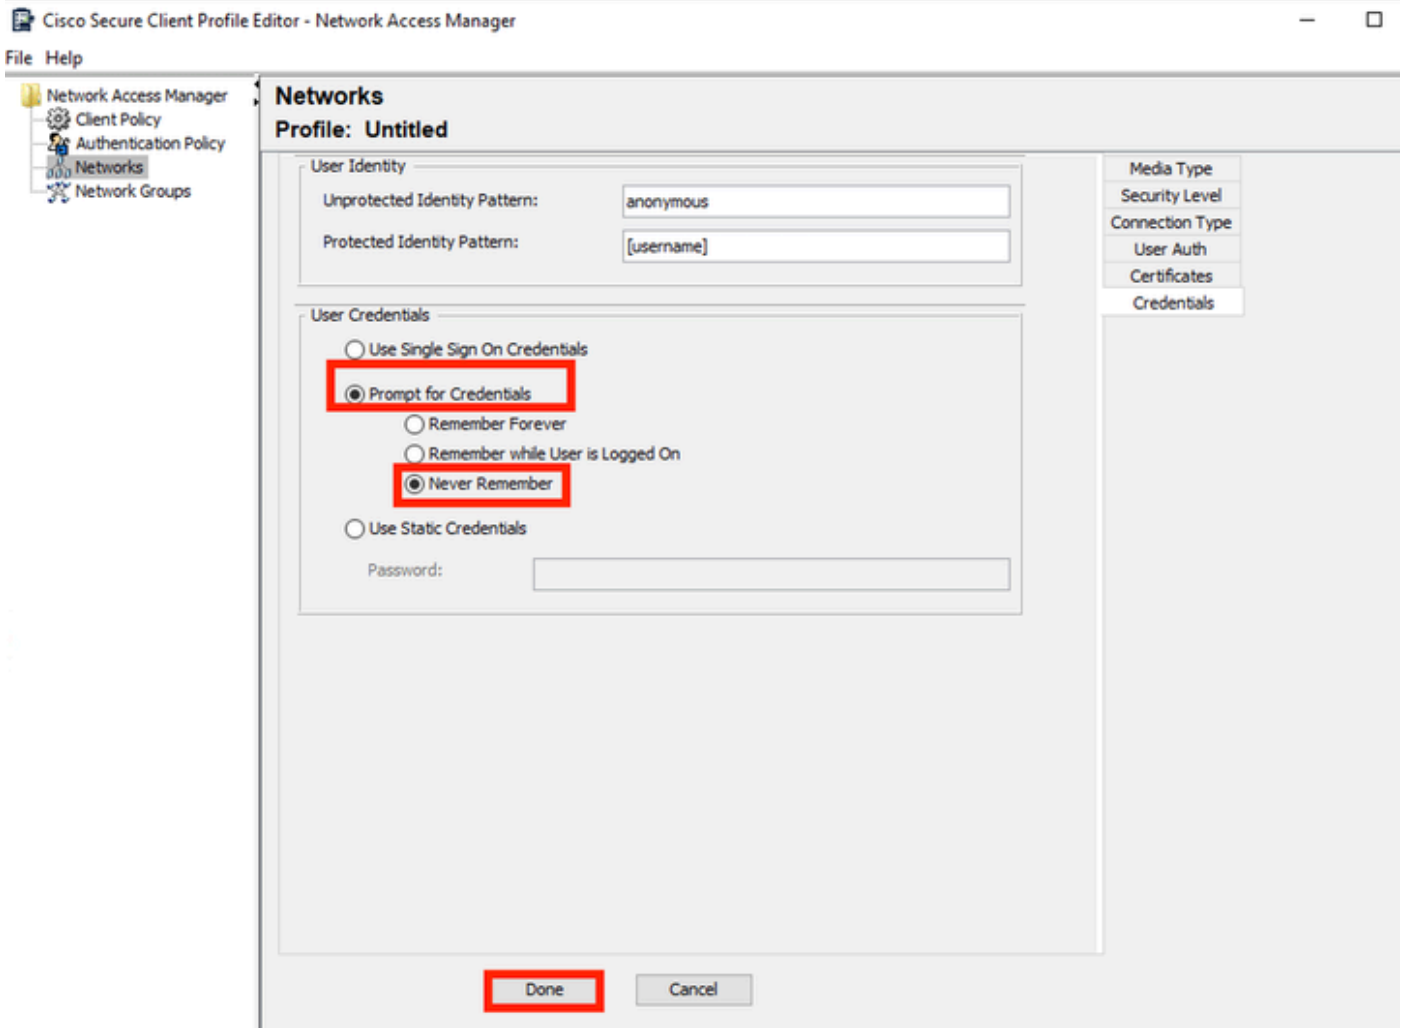 Cisco Secure Client Profile Editor - Network Access Manager
File Help
Network Access Manager
Client Policy
Authentication Policy
Networks
Network Groups
Networks
Profile: Untitled
User Identity
Unprotected Identity Pattern: anonymous
Protected Identity Pattern: [username]
User Credentials
Use Single Sign On Credentials
Prompt for Credentials
Remember Forever
Remember while User is Logged On
Never Remember
Use Static Credentials
Password:
Media Type
Security Level
Connection Type
User Auth
Certificates
Credentials
Done Cancel